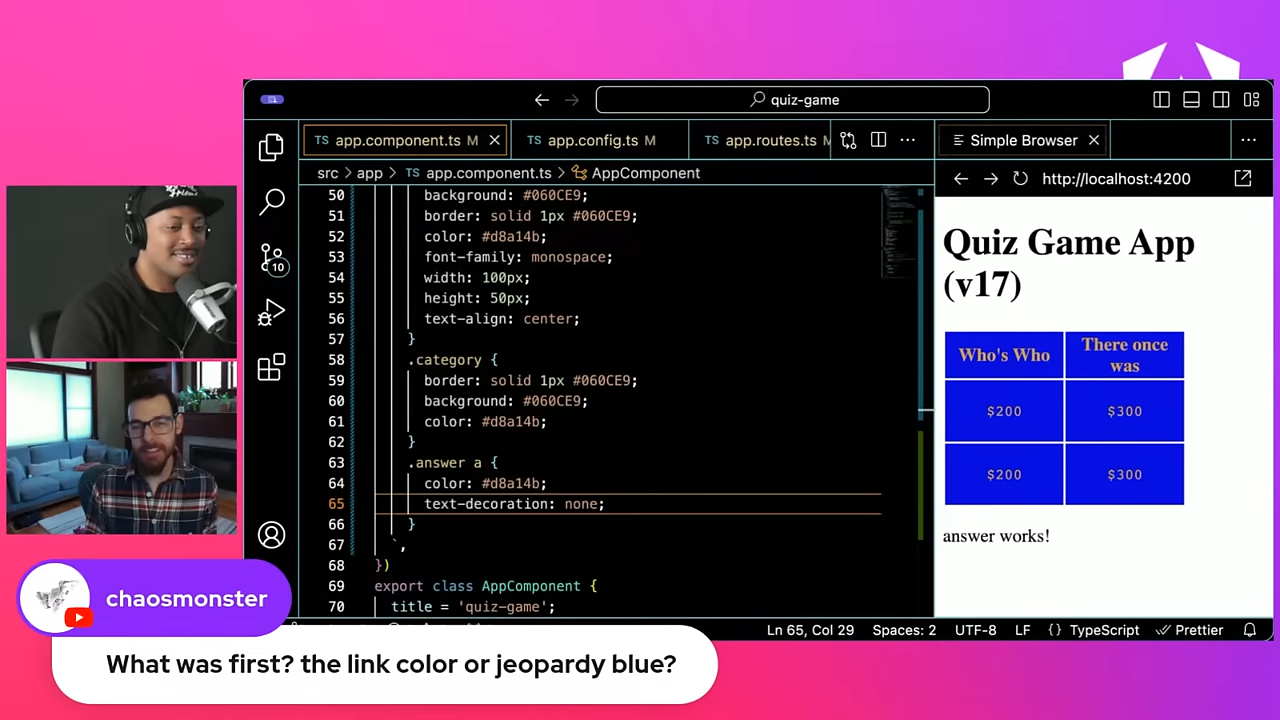 quiz-game
TS app.component.ts M
TS app.config.ts M
TS app.routes.ts M
Simple Browser
src > app > TS app.component.ts > AppComponent
http://localhost:4200
50 background: #060CE9;
51 border: solid 1px #060CE9;
52 color: #d8a14b;
53 font-family: monospace;
54 width: 100px;
55 height: 50px;
56 text-align: center;
57 }
58 .category {
59 border: solid 1px #060CE9;
60 background: #060CE9;
61 color: #d8a14b;
62 }
63 .answer a {
64 color: #d8a14b;
65 text-decoration: none;
66 }
67 `,
68 })
69 export class AppComponent {
70 title = 'quiz-game';
10
Quiz Game App
(v17)
Who's Who
There once
was
$200 $300
$200 $300
answer works!
Ln 65, Col 29 Spaces: 2 UTF-8 LF {} TypeScript Prettier
chaosmonster
What was first? the link color or jeopardy blue?